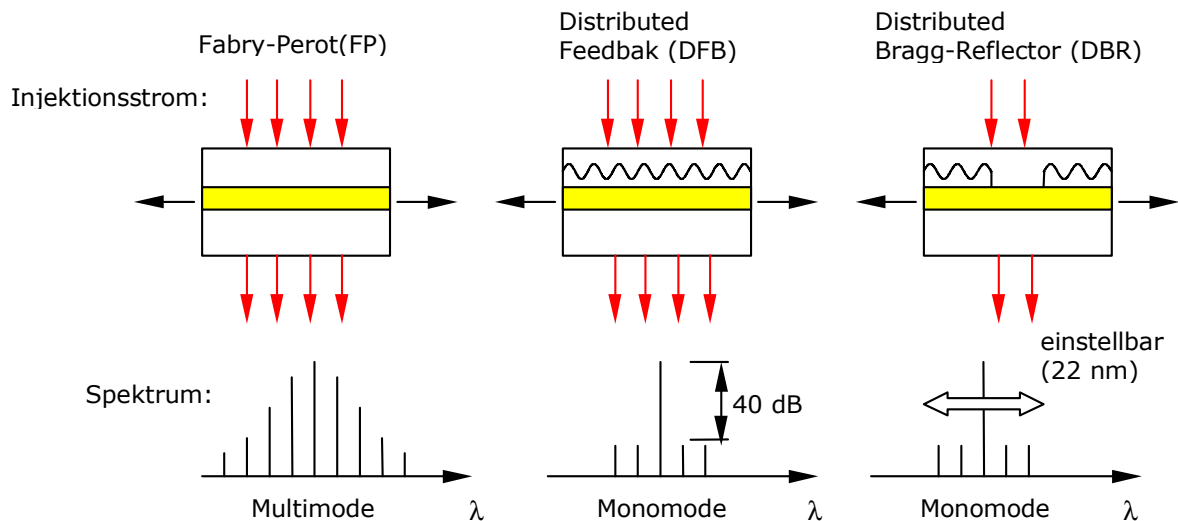 Fabry-Perot(FP)
Distributed
Feedbak (DFB)
Distributed
Bragg-Reflector (DBR)
Injektionsstrom:
einstellbar
(22 nm)
Spektrum:
40 dB
Multimode
λ
Monomode
λ
Monomode
λ